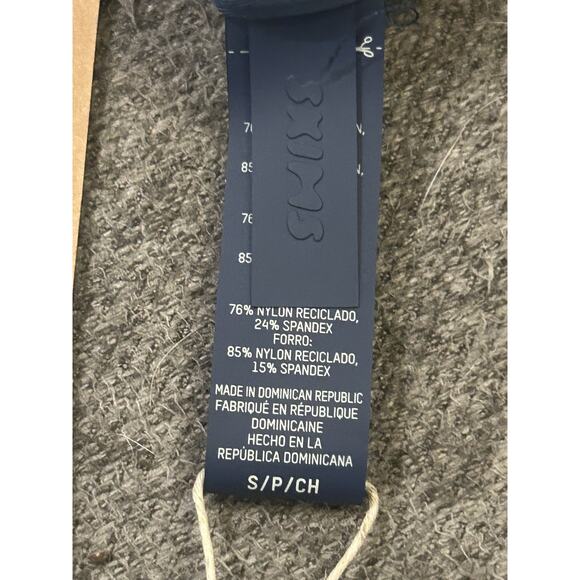 SKIMS
76% NYLON RECICLADO,
24% SPANDEX
FORRO:
85% NYLON RECICLADO,
15% SPANDEX
MADE IN DOMINICAN REPUBLIC
FABRIQUÉ EN RÉPUBLIQUE
DOMINICAINE
HECHO EN LA
REPÚBLICA DOMINICANA
S/P/CH